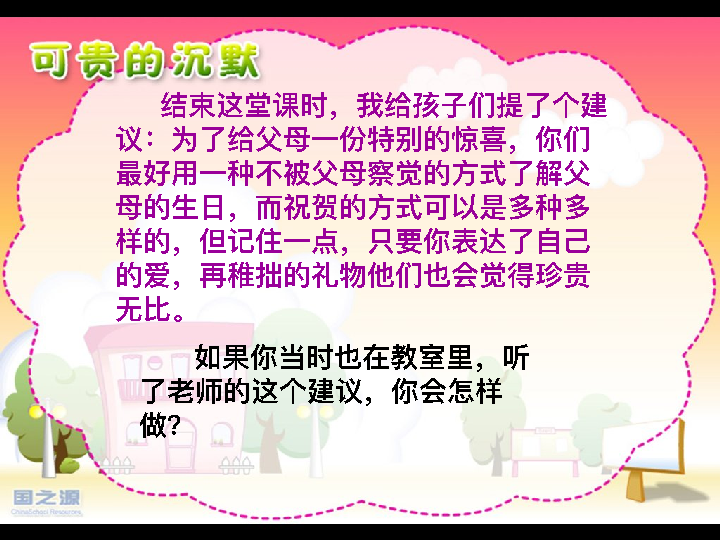 可贵的沉默
结束这堂课时，我给孩子们提了个建
议：为了给父母一份特别的惊喜，你们
最好用一种不被父母察觉的方式了解父
母的生日，而祝贺的方式可以是多种多
样的，但记住一点，只要你表达了自己
的爱，再稚拙的礼物他们也会觉得珍贵
无比。
如果你当时也在教室里，听
了老师的这个建议，你会怎样
做？
国之源
ChinaSchool Resources